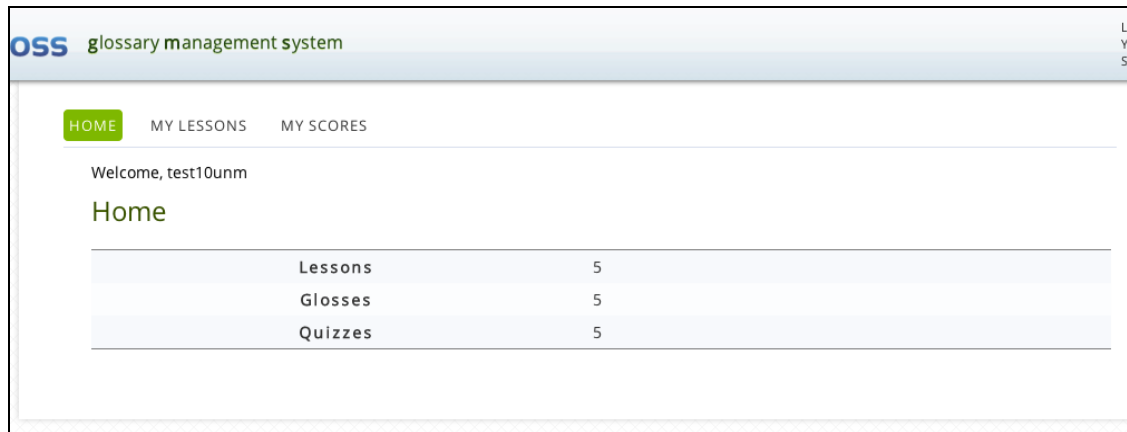 oss glossary management system
L
Y
S
HOME MY LESSONS MY SCORES
Welcome, test10unm
Home
Lessons 5
Glosses 5
Quizzes 5